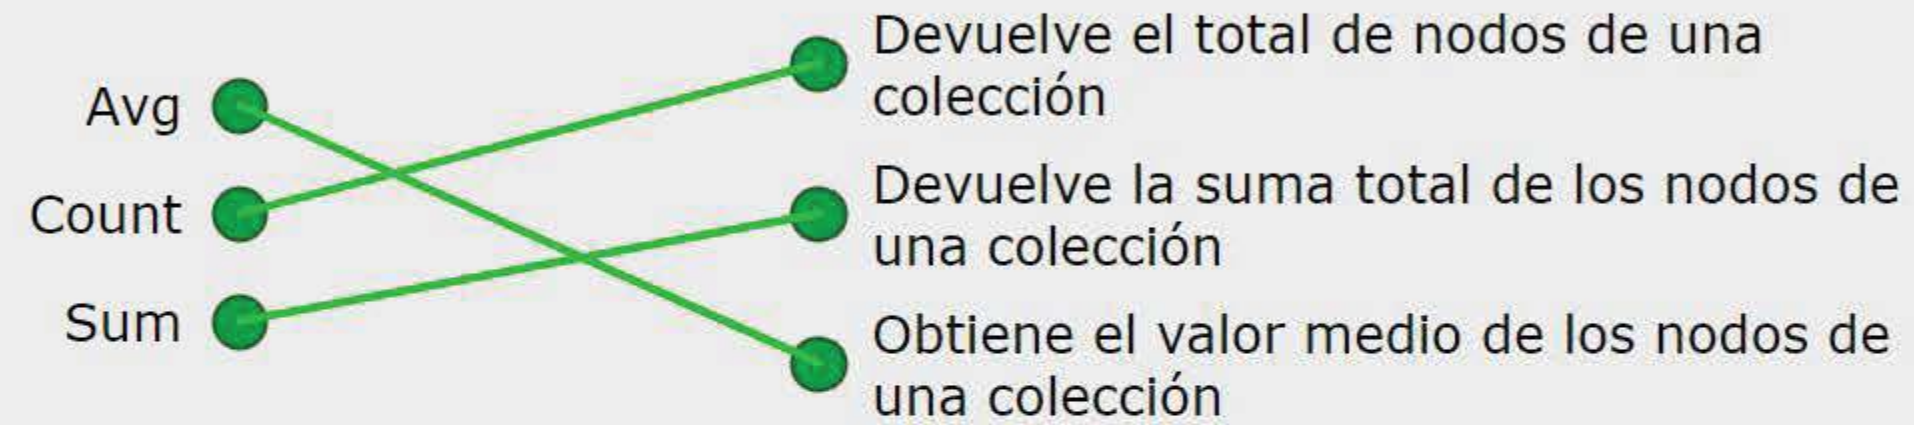 Avg
Count
Sum
Devuelve el total de nodos de una
colección
Devuelve la suma total de los nodos de
una colección
Obtiene el valor medio de los nodos de
una colección